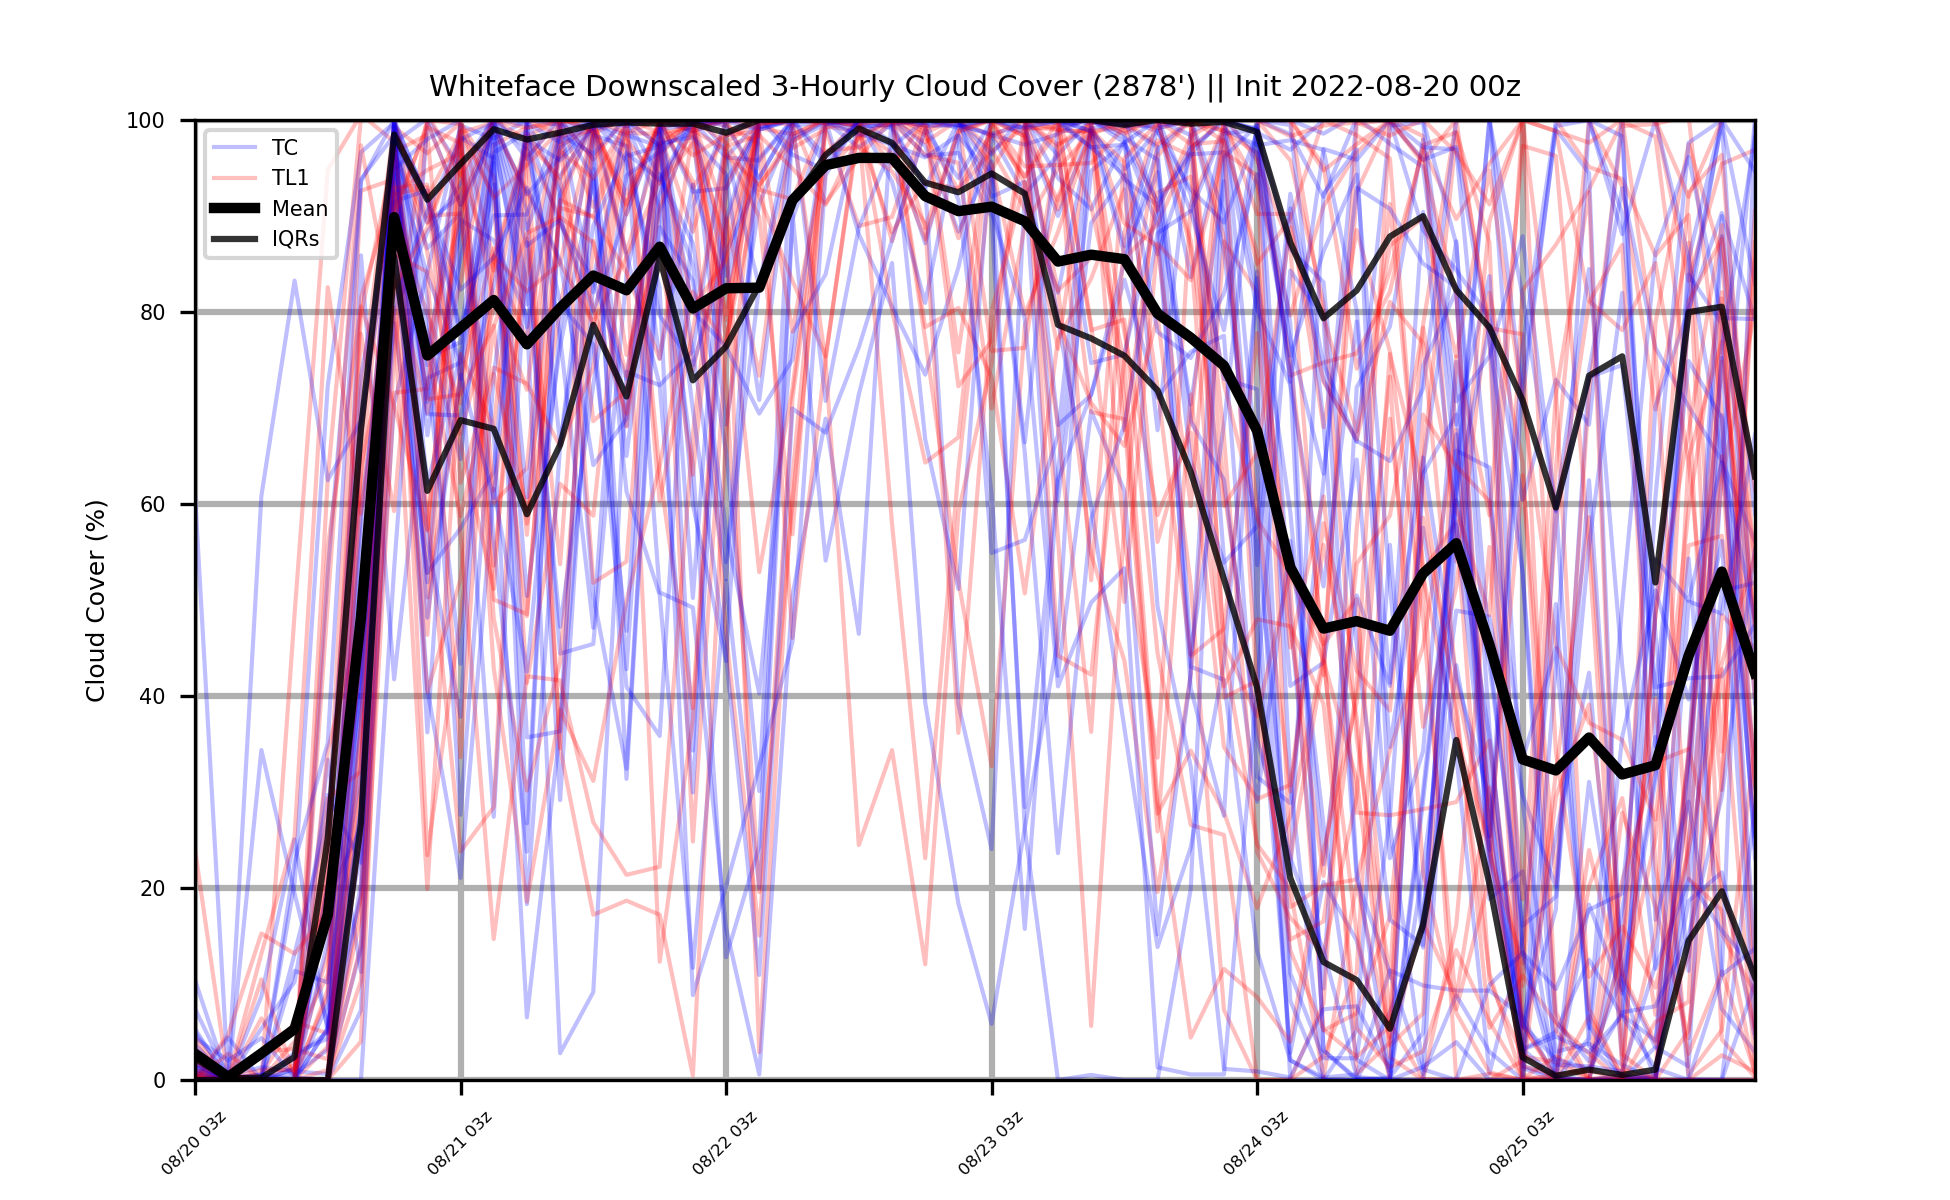 Whiteface Downscaled 3-Hourly Cloud Cover (2878') || Init 2022-08-20 00z
Cloud Cover (%)
100
80
60
40
20
0
TC
TL1
Mean
IQRs
08/20 03z
08/21 03z
08/22 03z
08/23 03z
08/24 03z
08/25 03z